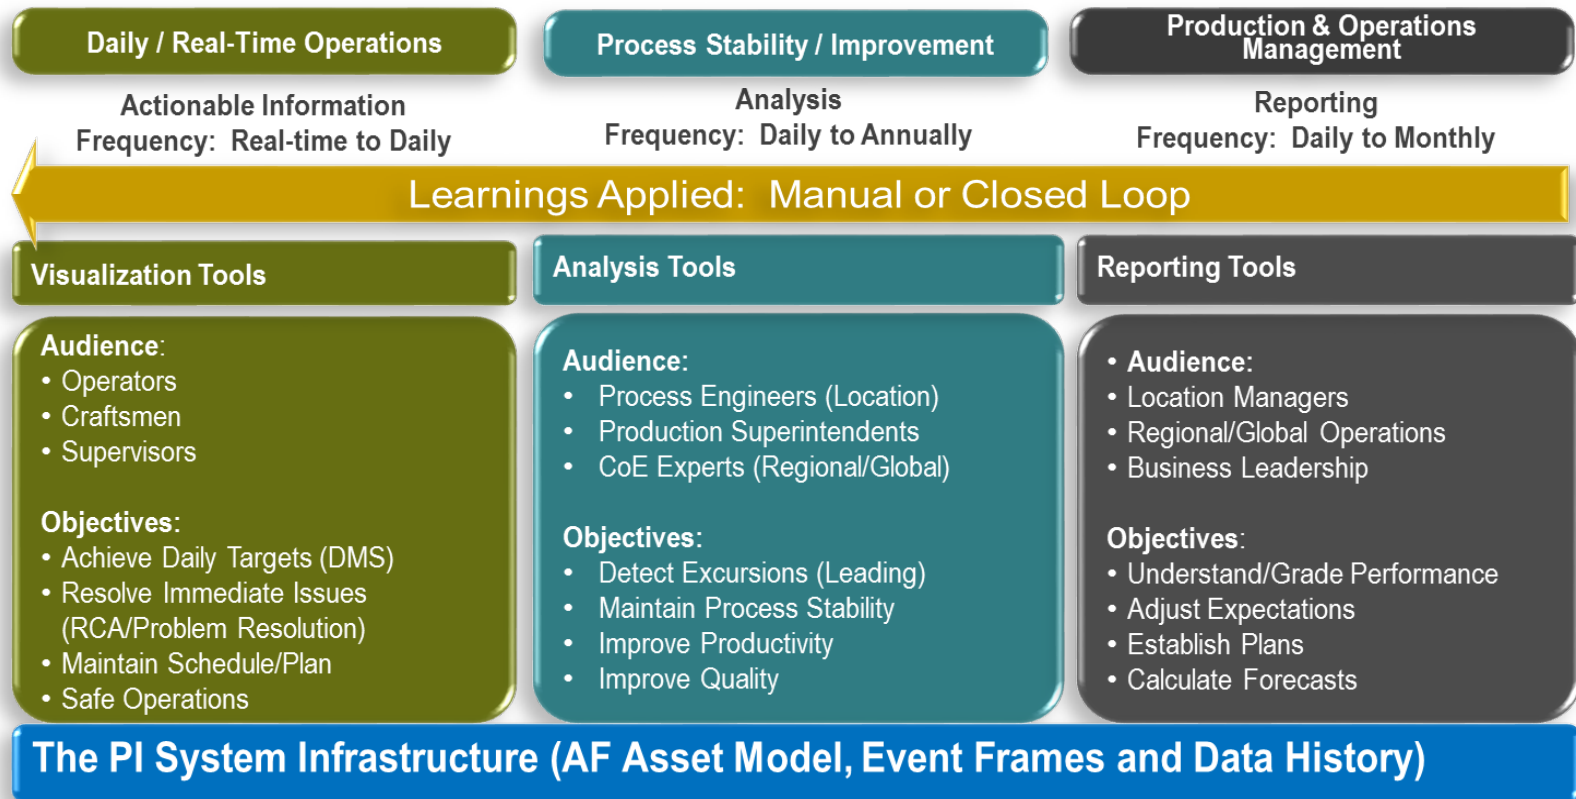 Daily / Real-Time Operations
Process Stability / Improvement
Production & Operations
Management
Actionable Information
Frequency: Real-time to Daily
Analysis
Frequency: Daily to Annually
Reporting
Frequency: Daily to Monthly
Learnings Applied: Manual or Closed Loop
Visualization Tools
Audience:
• Operators
• Craftsmen
• Supervisors
Objectives:
• Achieve Daily Targets (DMS)
• Resolve Immediate Issues
(RCA/Problem Resolution)
• Maintain Schedule/Plan
• Safe Operations
Analysis Tools
Audience:
• Process Engineers (Location)
• Production Superintendents
• CoE Experts (Regional/Global)
Objectives:
• Detect Excursions (Leading)
• Maintain Process Stability
• Improve Productivity
• Improve Quality
Reporting Tools
• Audience:
• Location Managers
• Regional/Global Operations
• Business Leadership
Objectives:
• Understand/Grade Performance
• Adjust Expectations
• Establish Plans
• Calculate Forecasts
The PI System Infrastructure (AF Asset Model, Event Frames and Data History)